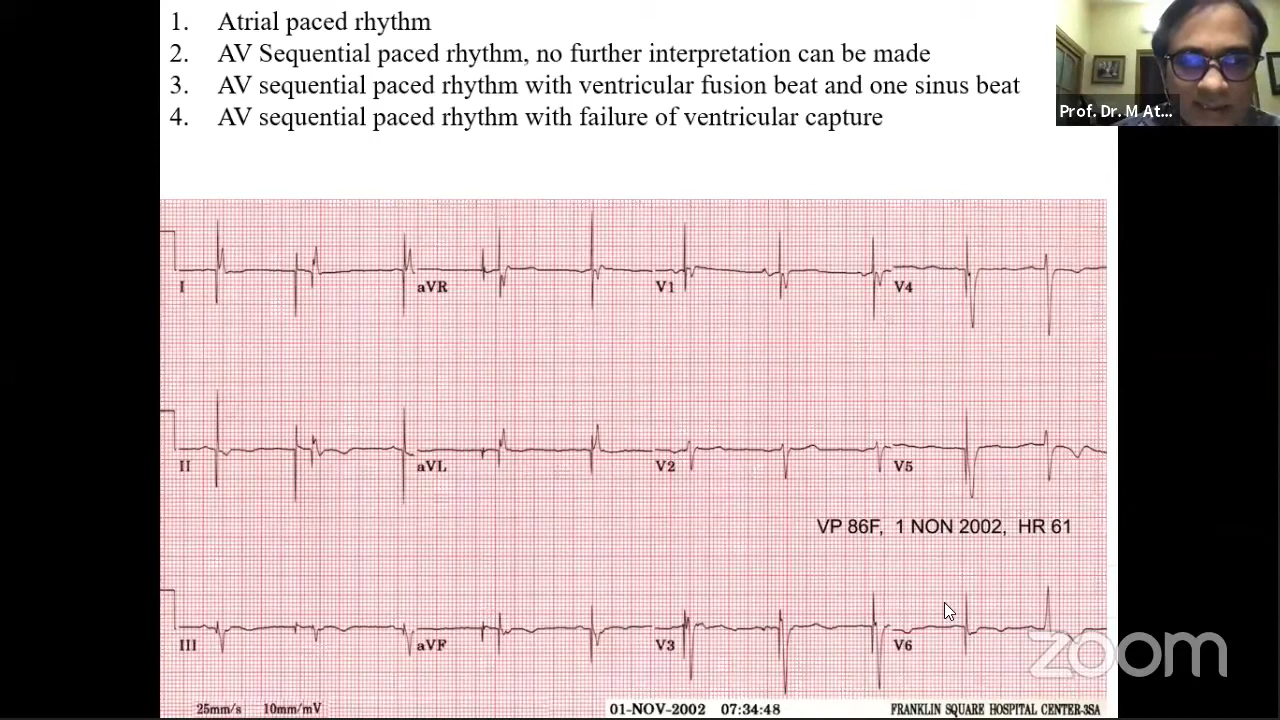 1. Atrial paced rhythm
2. AV Sequential paced rhythm, no further interpretation can be made
3. AV sequential paced rhythm with ventricular fusion beat and one sinus beat
4. AV sequential paced rhythm with failure of ventricular capture
Prof. Dr. M At...
I aVR V1 V4
II aVL V2 V5
VP 86F, 1 NON 2002, HR 61
III aVF V3 V6
zoom
25mm/s 10mm/mV 01-NOV-2002 07:34:48 FRANKLIN SQUARE HOSPITAL CENTER-3SA